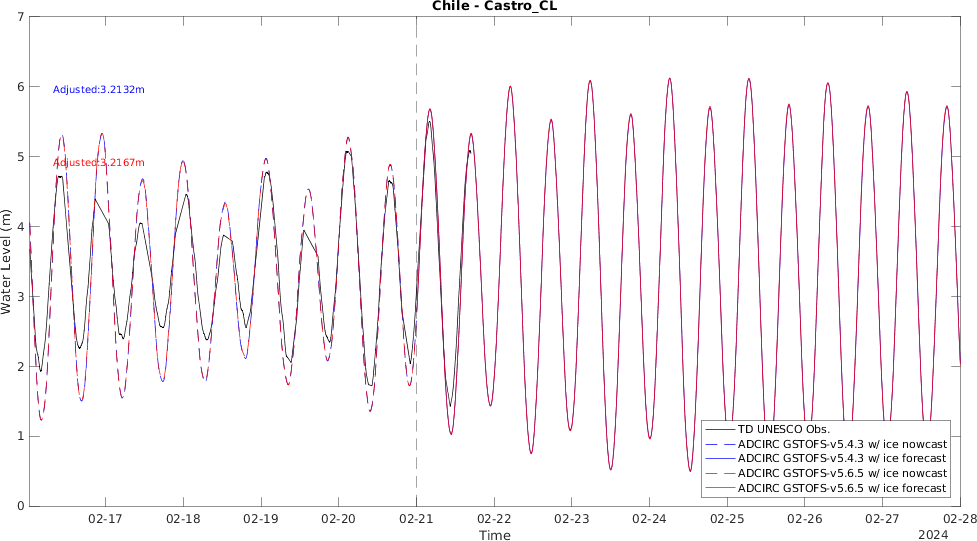 Chile - Castro_CL
7
6
5
4
3
2
1
0
Water Level (m)
Adjusted:3.2132m
Adjusted:3.2167m
TD UNESCO Obs.
ADCIRC GSTOFS-v5.4.3 w/ ice nowcast
ADCIRC GSTOFS-v5.4.3 w/ ice forecast
ADCIRC GSTOFS-v5.6.5 w/ ice nowcast
ADCIRC GSTOFS-v5.6.5 w/ ice forecast
02-17 02-18 02-19 02-20 02-21 02-22 02-23 02-24 02-25 02-26 02-27 02-28
Time
2024